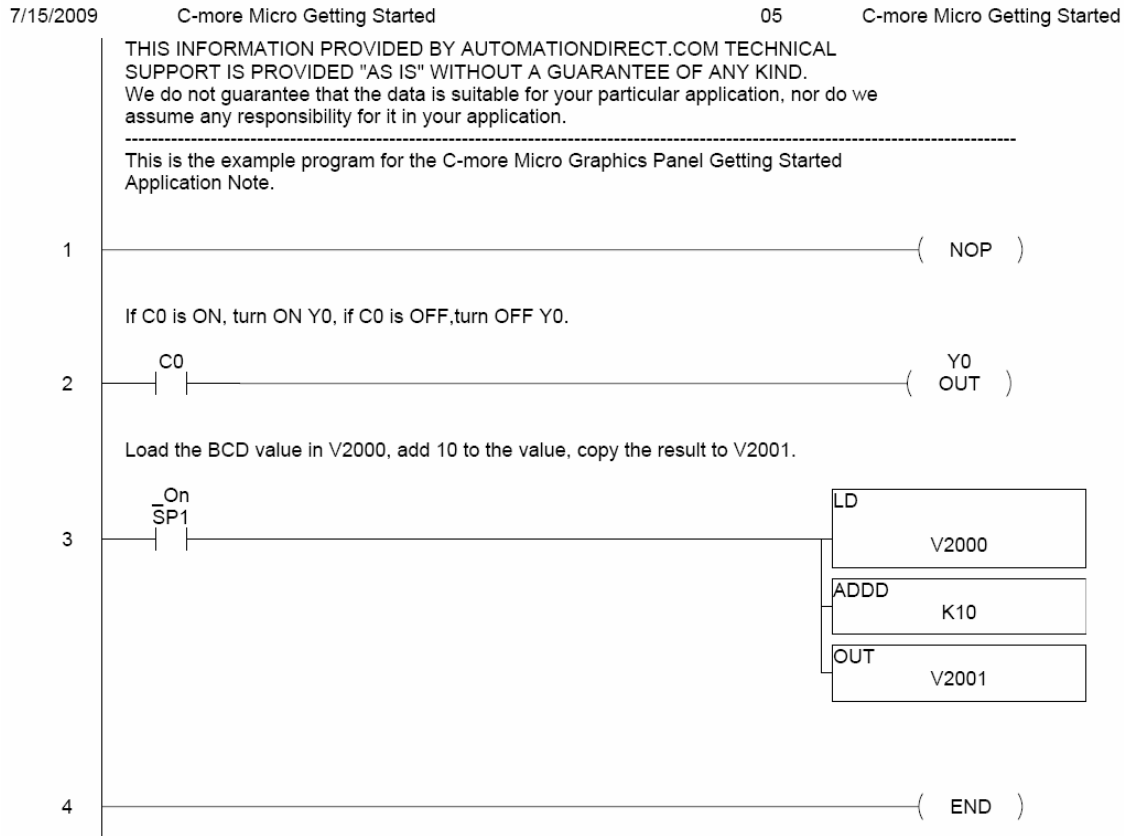 7/15/2009 C-more Micro Getting Started 05 C-more Micro Getting Started
THIS INFORMATION PROVIDED BY AUTOMATIONDIRECT.COM TECHNICAL
SUPPORT IS PROVIDED "AS IS" WITHOUT A GUARANTEE OF ANY KIND.
We do not guarantee that the data is suitable for your particular application, nor do we
assume any responsibility for it in your application.
This is the example program for the C-more Micro Graphics Panel Getting Started
Application Note.
1 ( NOP )
If C0 is ON, turn ON Y0, if C0 is OFF,turn OFF Y0.
C0 Y0
2 ( OUT )
Load the BCD value in V2000, add 10 to the value, copy the result to V2001.
_On
SP1
LD
3 V2000
ADDD
K10
OUT
V2001
4 ( END )